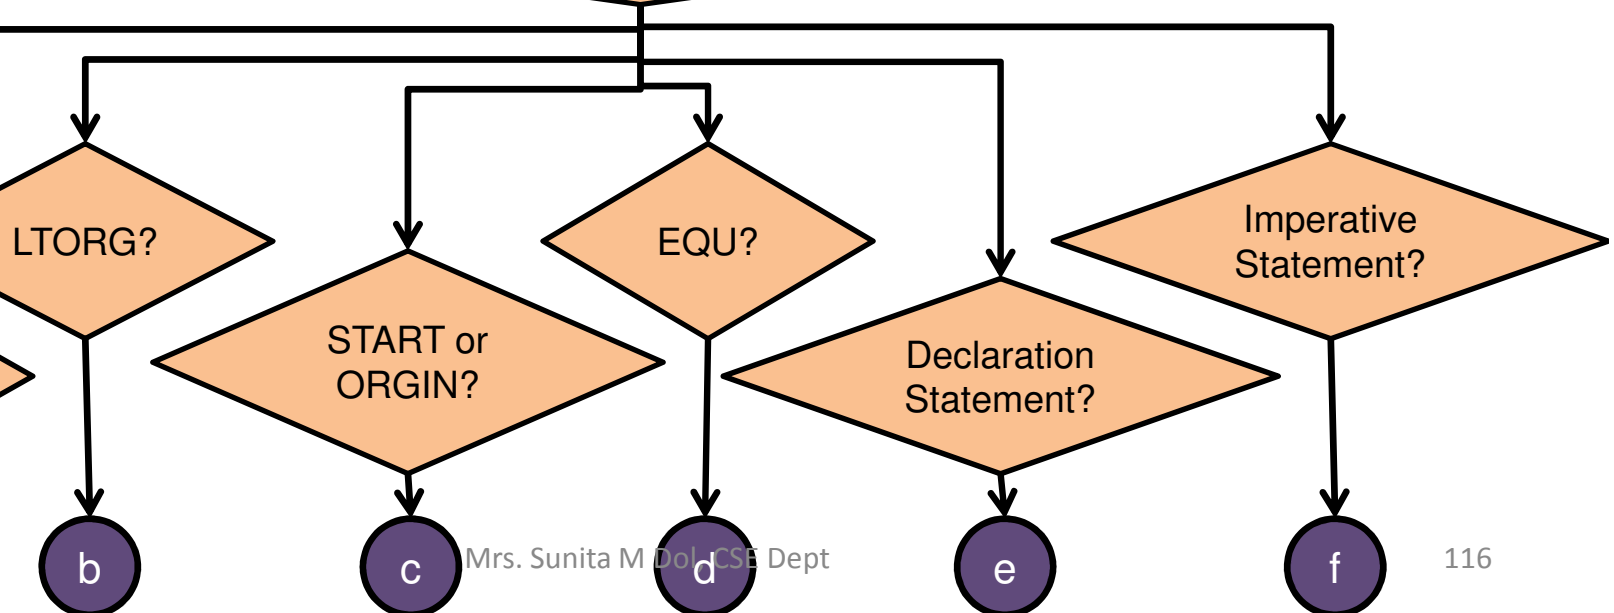 LTORG?
EQU?
Imperative
Statement?
START or
ORGIN?
Declaration
Statement?
b
c
d
e
f
Mrs. Sunita M Dol, CSE Dept
116